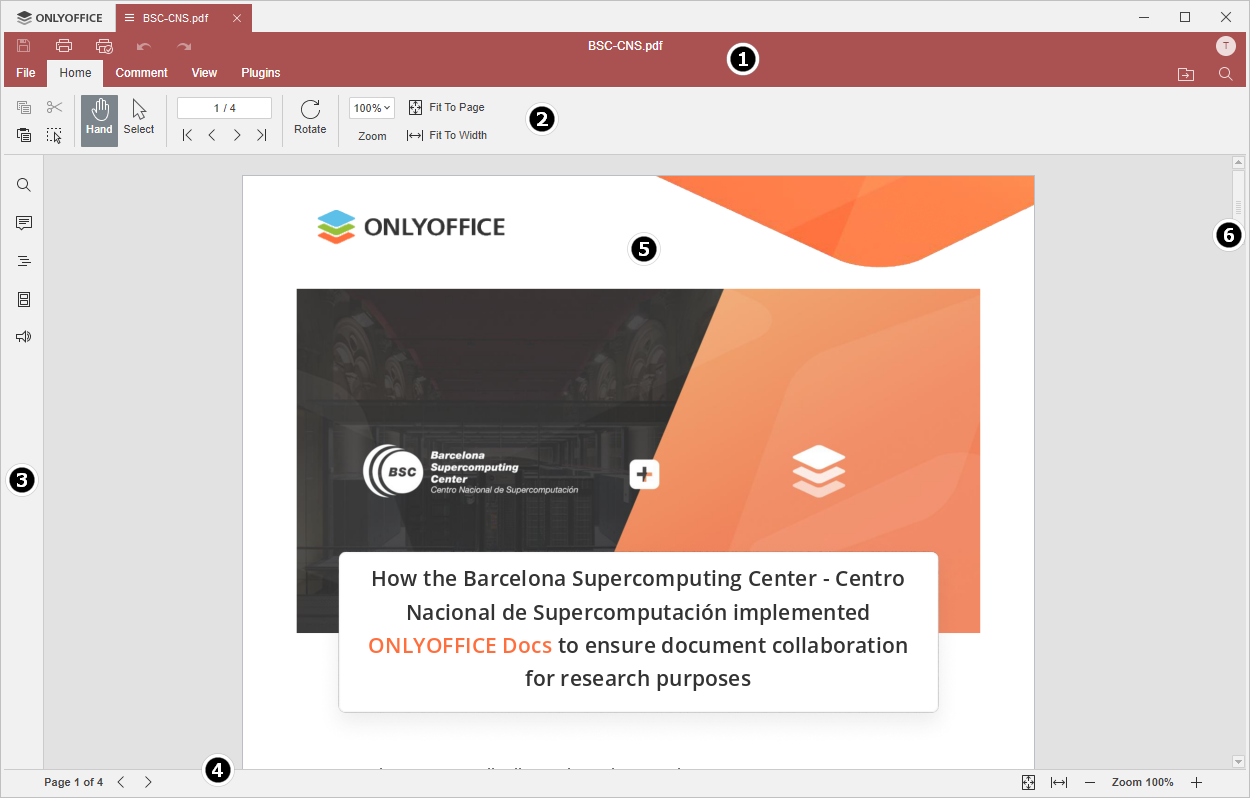 ONLYOFFICE
BSC-CNS.pdf
BSC-CNS.pdf
T
1
File Home Comment View Plugins
Hand
Select
1 / 4
Rotate
100%
Zoom
Fit To Page
Fit To Width
2
3
4
5
6
ONLYOFFICE
BSC
Barcelona
Supercomputing
Center
Centro Nacional de Supercomputación
How the Barcelona Supercomputing Center - Centro
Nacional de Supercomputación implemented
ONLYOFFICE Docs to ensure document collaboration
for research purposes
Page 1 of 4
Zoom 100%